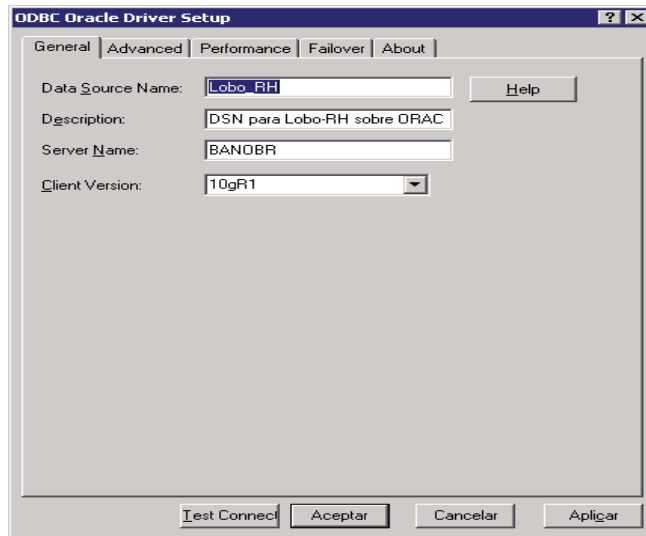 ODBC Oracle Driver Setup
General Advanced Performance Failover About
Data Source Name: Lobo_RH Help
Description: DSN para Lobo-RH sobre ORAC
Server Name: BANOBR
Client Version: 10gR1
Test Connect Aceptar Cancelar Aplicar